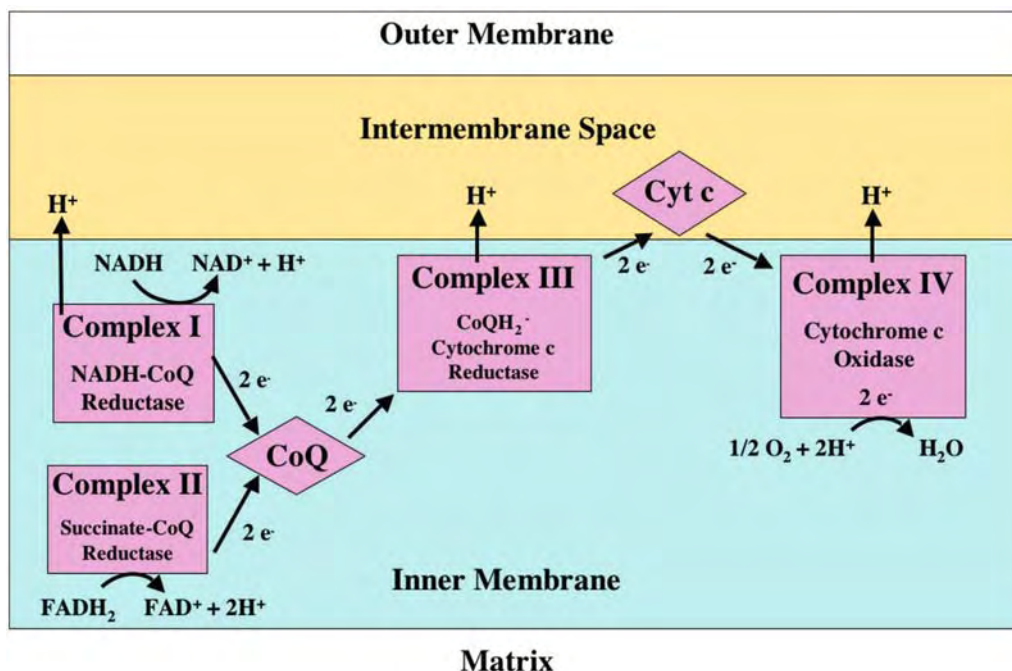 Outer Membrane
Intermembrane Space
Cyt c
H⁺
H⁺
H⁺
NADH
NAD⁺ + H⁺
2 e⁻
2 e⁻
Complex I
NADH-CoQ
Reductase
Complex III
CoQH₂⁻
Cytochrome c
Reductase
Complex IV
Cytochrome c
Oxidase
2 e⁻
2 e⁻
2 e⁻
CoQ
1/2 O₂ + 2H⁺
H₂O
Complex II
Succinate-CoQ
Reductase
2 e⁻
FADH₂
FAD⁺ + 2H⁺
Inner Membrane
Matrix